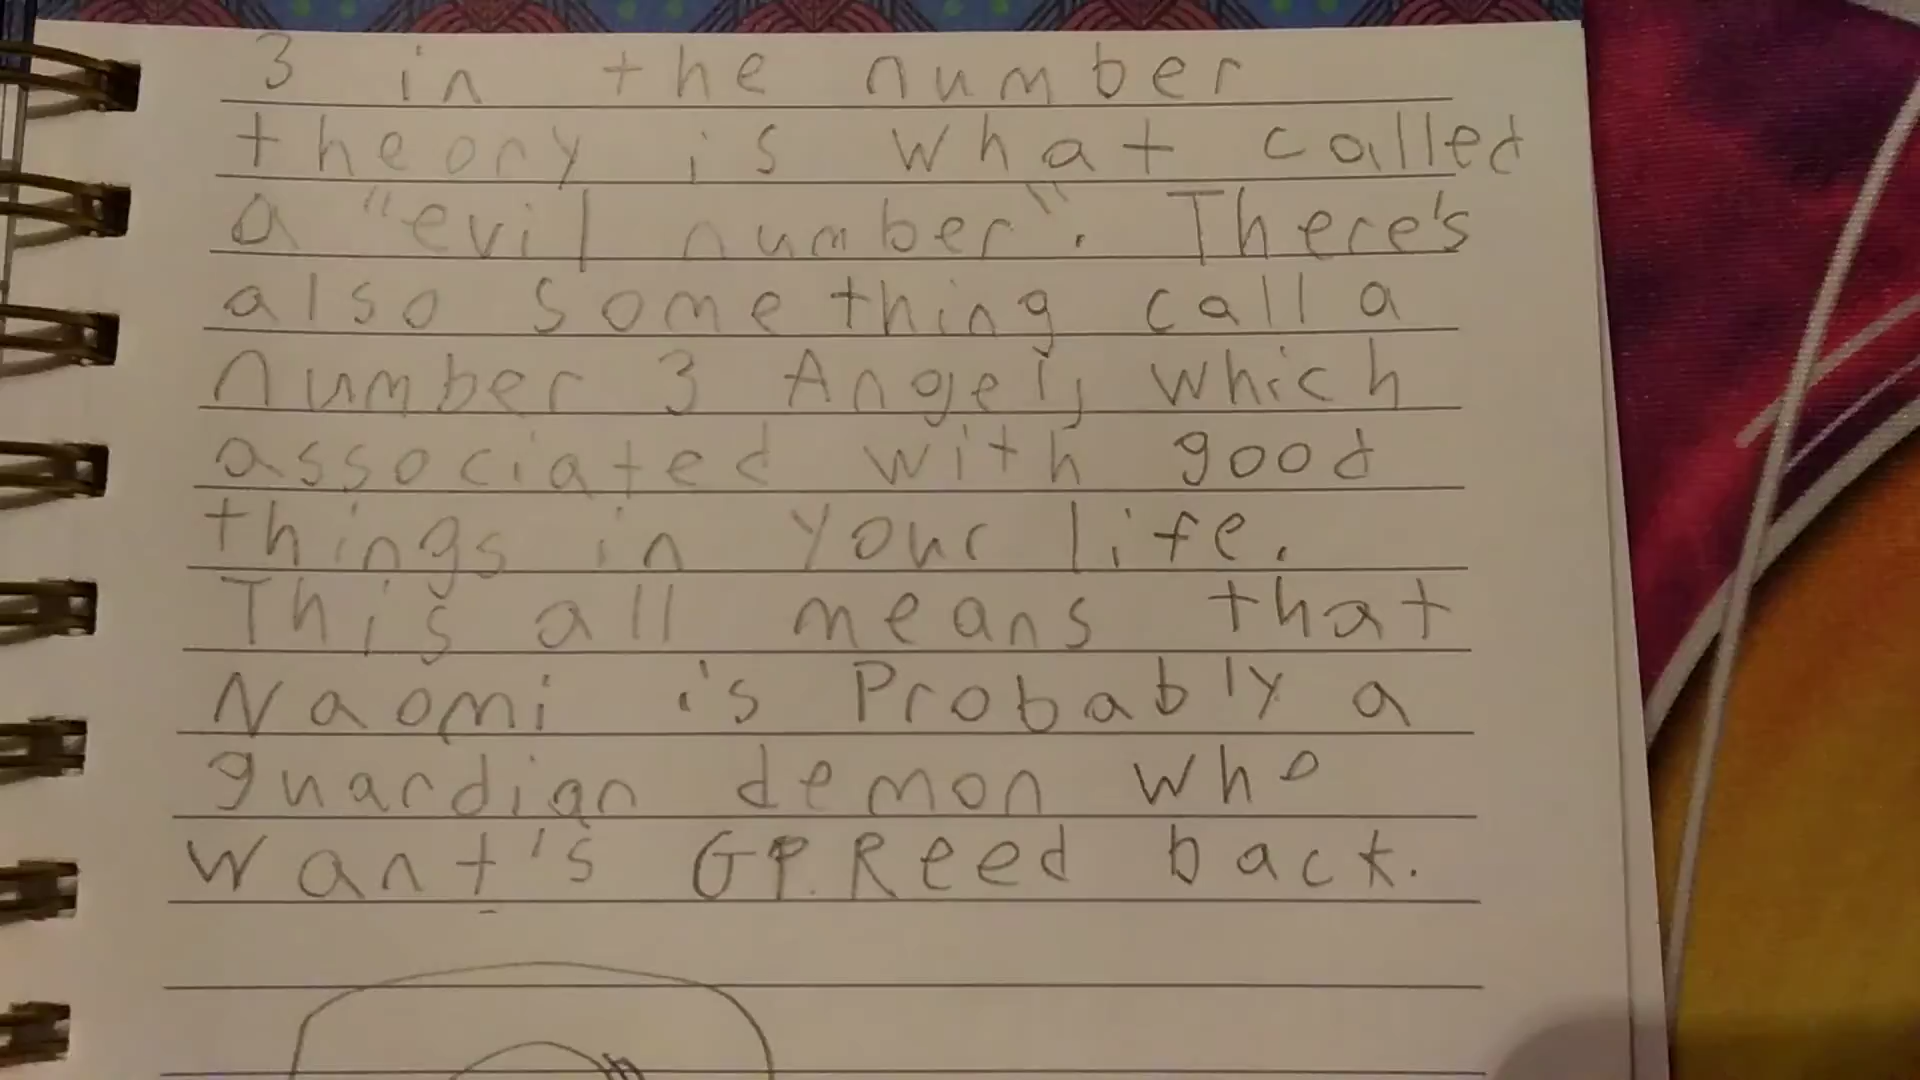 3 in the number
theory is what called
a "evil number". There's
also something call a
number 3 Angel, which
associated with good
things in your life.
This all means that
Naomi is Probably a
guardian demon who
want's G.P. Reed back.